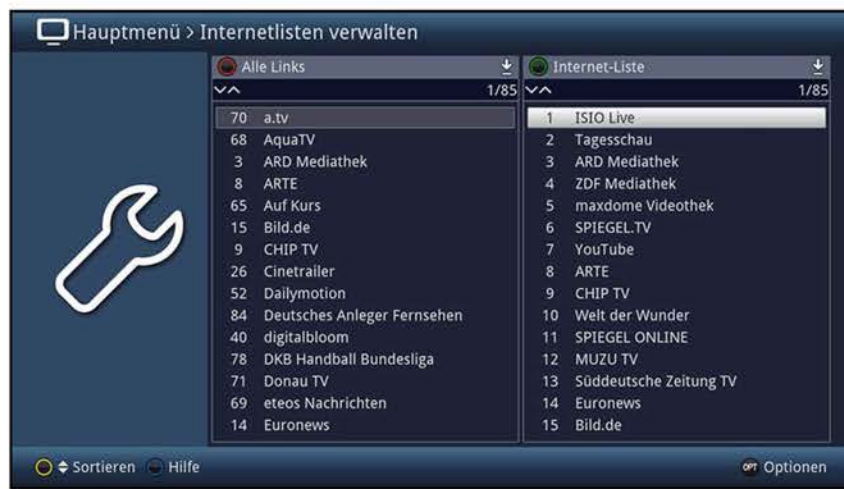 Hauptmenü > Internetlisten verwalten
Alle Links
1/85
70 a.tv
68 AquaTV
3 ARD Mediathek
8 ARTE
65 Auf Kurs
15 Bild.de
9 CHIP TV
26 Cinetrailer
52 Dailymotion
84 Deutsches Anleger Fernsehen
40 digitalbloom
78 DKB Handball Bundesliga
71 Donau TV
69 eteos Nachrichten
14 Euronews
Internet-Liste
1/85
1 ISIO Live
2 Tagesschau
3 ARD Mediathek
4 ZDF Mediathek
5 maxdome Videothek
6 SPIEGEL.TV
7 YouTube
8 ARTE
9 CHIP TV
10 Welt der Wunder
11 SPIEGEL ONLINE
12 MUZU TV
13 Süddeutsche Zeitung TV
14 Euronews
15 Bild.de
Sortieren Hilfe
OPT Optionen